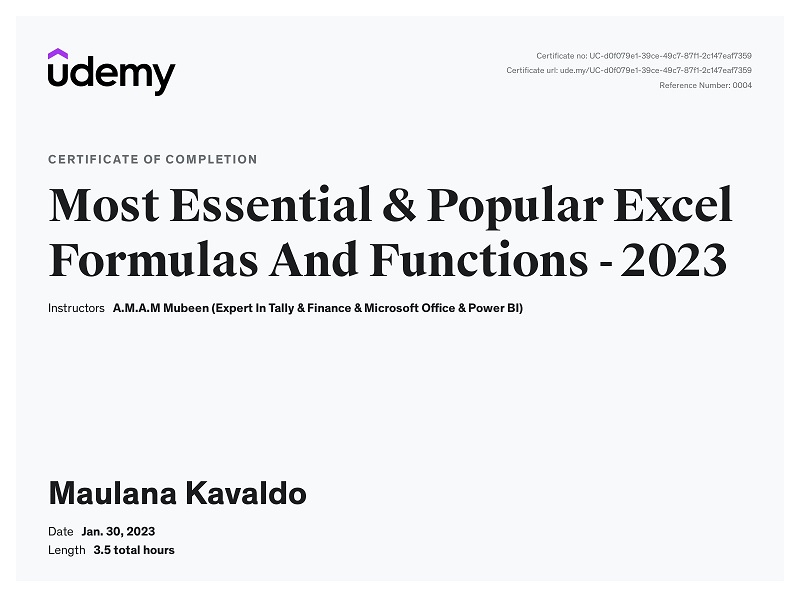 udemy
Certificate no: UC-d0f079e1-39ce-49c7-87f1-2c147eaf7359
Certificate url: ude.my/UC-d0f079e1-39ce-49c7-87f1-2c147eaf7359
Reference Number: 0004
CERTIFICATE OF COMPLETION
Most Essential & Popular Excel
Formulas And Functions - 2023
Instructors A.M.A.M Mubeen (Expert In Tally & Finance & Microsoft Office & Power BI)
Maulana Kavaldo
Date Jan. 30, 2023
Length 3.5 total hours